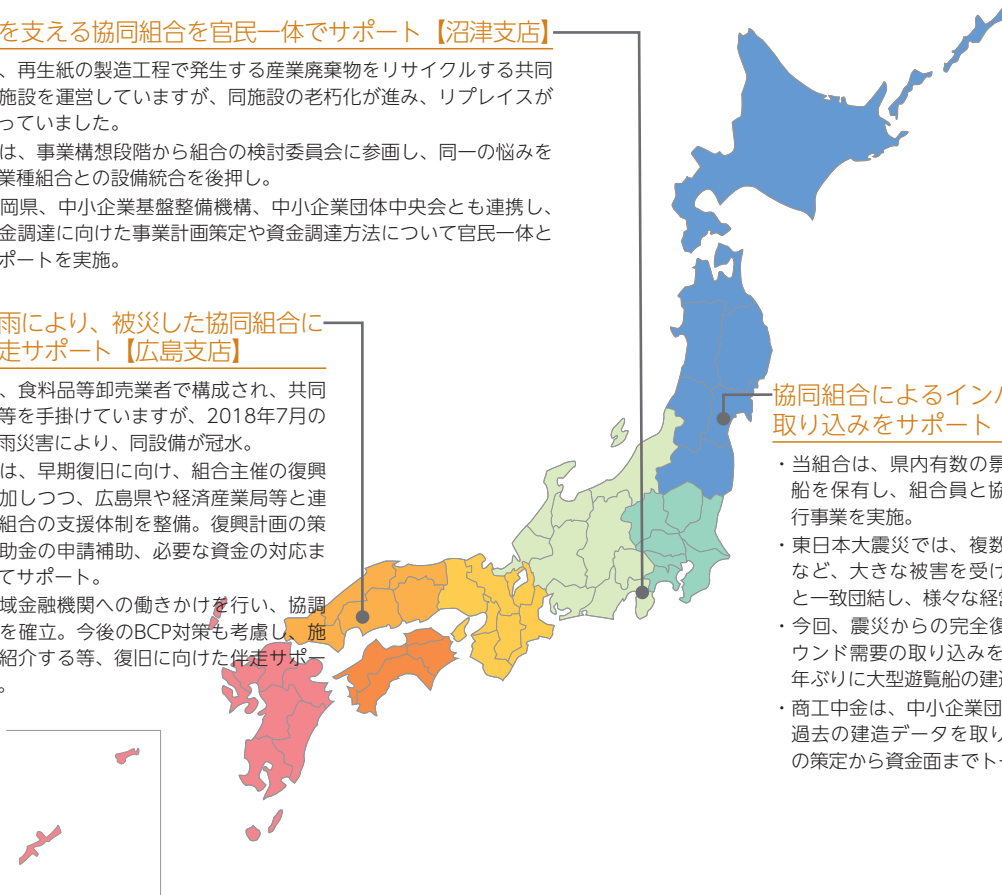 を支える協同組合を官民一体でサポート【沼津支店】
、再生紙の製造工程で発生する産業廃棄物をリサイクルする共同
施設を運営していますが、同施設の老朽化が進み、リプレイスが
っていました。
は、事業構想段階から組合の検討委員会に参画し、同一の悩みを
業種組合との設備統合を後押し。
岡県、中小企業基盤整備機構、中小企業団体中央会とも連携し、
金調達に向けた事業計画策定や資金調達方法について官民一体と
ポートを実施。
雨により、被災した協同組合に
走サポート【広島支店】
、食料品等卸売業者で構成され、共同
等を手掛けていますが、2018年7月の
雨災害により、同設備が冠水。
は、早期復旧に向け、組合主催の復興
加しつつ、広島県や経済産業局等と連
組合の支援体制を整備。復興計画の策
助金の申請補助、必要な資金の対応ま
てサポート。
域金融機関への働きかけを行い、協調
を確立。今後のBCP対策も考慮し、施
紹介する等、復旧に向けた伴走サポー
。
協同組合によるインバ
取り込みをサポート【
・当組合は、県内有数の景
船を保有し、組合員と協
行事業を実施。
・東日本大震災では、複数
など、大きな被害を受け
と一致団結し、様々な経営
・今回、震災からの完全復
ウンド需要の取り込みを
年ぶりに大型遊覧船の建造
・商工中金は、中小企業団
過去の建造データを取り
の策定から資金面までトー